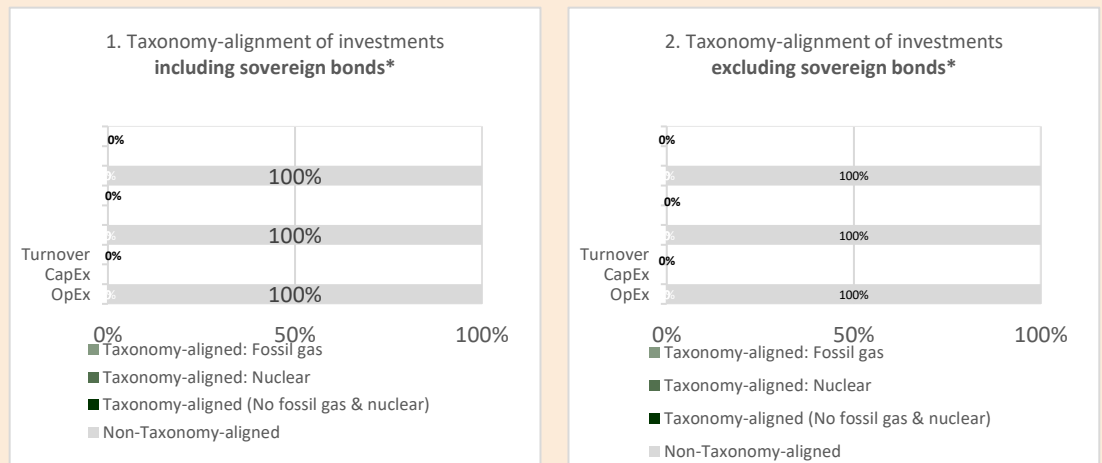 1. Taxonomy-alignment of investments
including sovereign bonds*
0%
100%
0%
100%
Turnover
0%
CapEx
OpEx
100%
0%
50%
100%
Taxonomy-aligned: Fossil gas
Taxonomy-aligned: Nuclear
Taxonomy-aligned (No fossil gas & nuclear)
Non-Taxonomy-aligned
2. Taxonomy-alignment of investments
excluding sovereign bonds*
0%
100%
0%
100%
Turnover
0%
CapEx
OpEx
100%
0%
50%
100%
Taxonomy-aligned: Fossil gas
Taxonomy-aligned: Nuclear
Taxonomy-aligned (No fossil gas & nuclear)
Non-Taxonomy-aligned